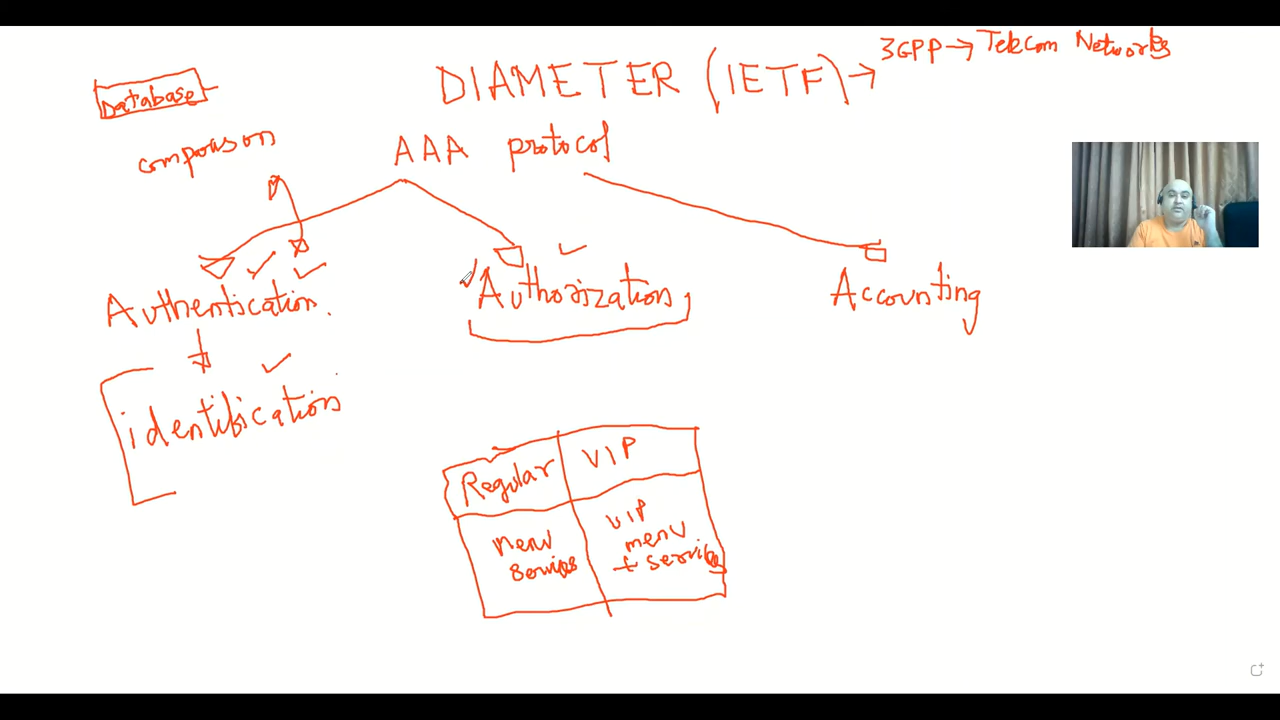 3GPP → Telecom Networks
DIAMETER (IETF) →
Database
comparison
AAA protocol
Authentication.
Authorization
Accounting
identification
Regular
VIP
menu
services
VIP
menu
+ services